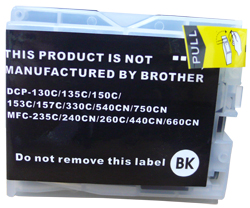 PULL
THIS PRODUCT IS NOT
MANUFACTURED BY BROTHER
DCP-130C/135C/150C/
153C/157C/330C/540CN/750CN
MFC-235C/240CN/260C/440CN/660CN
Do not remove this label
BK